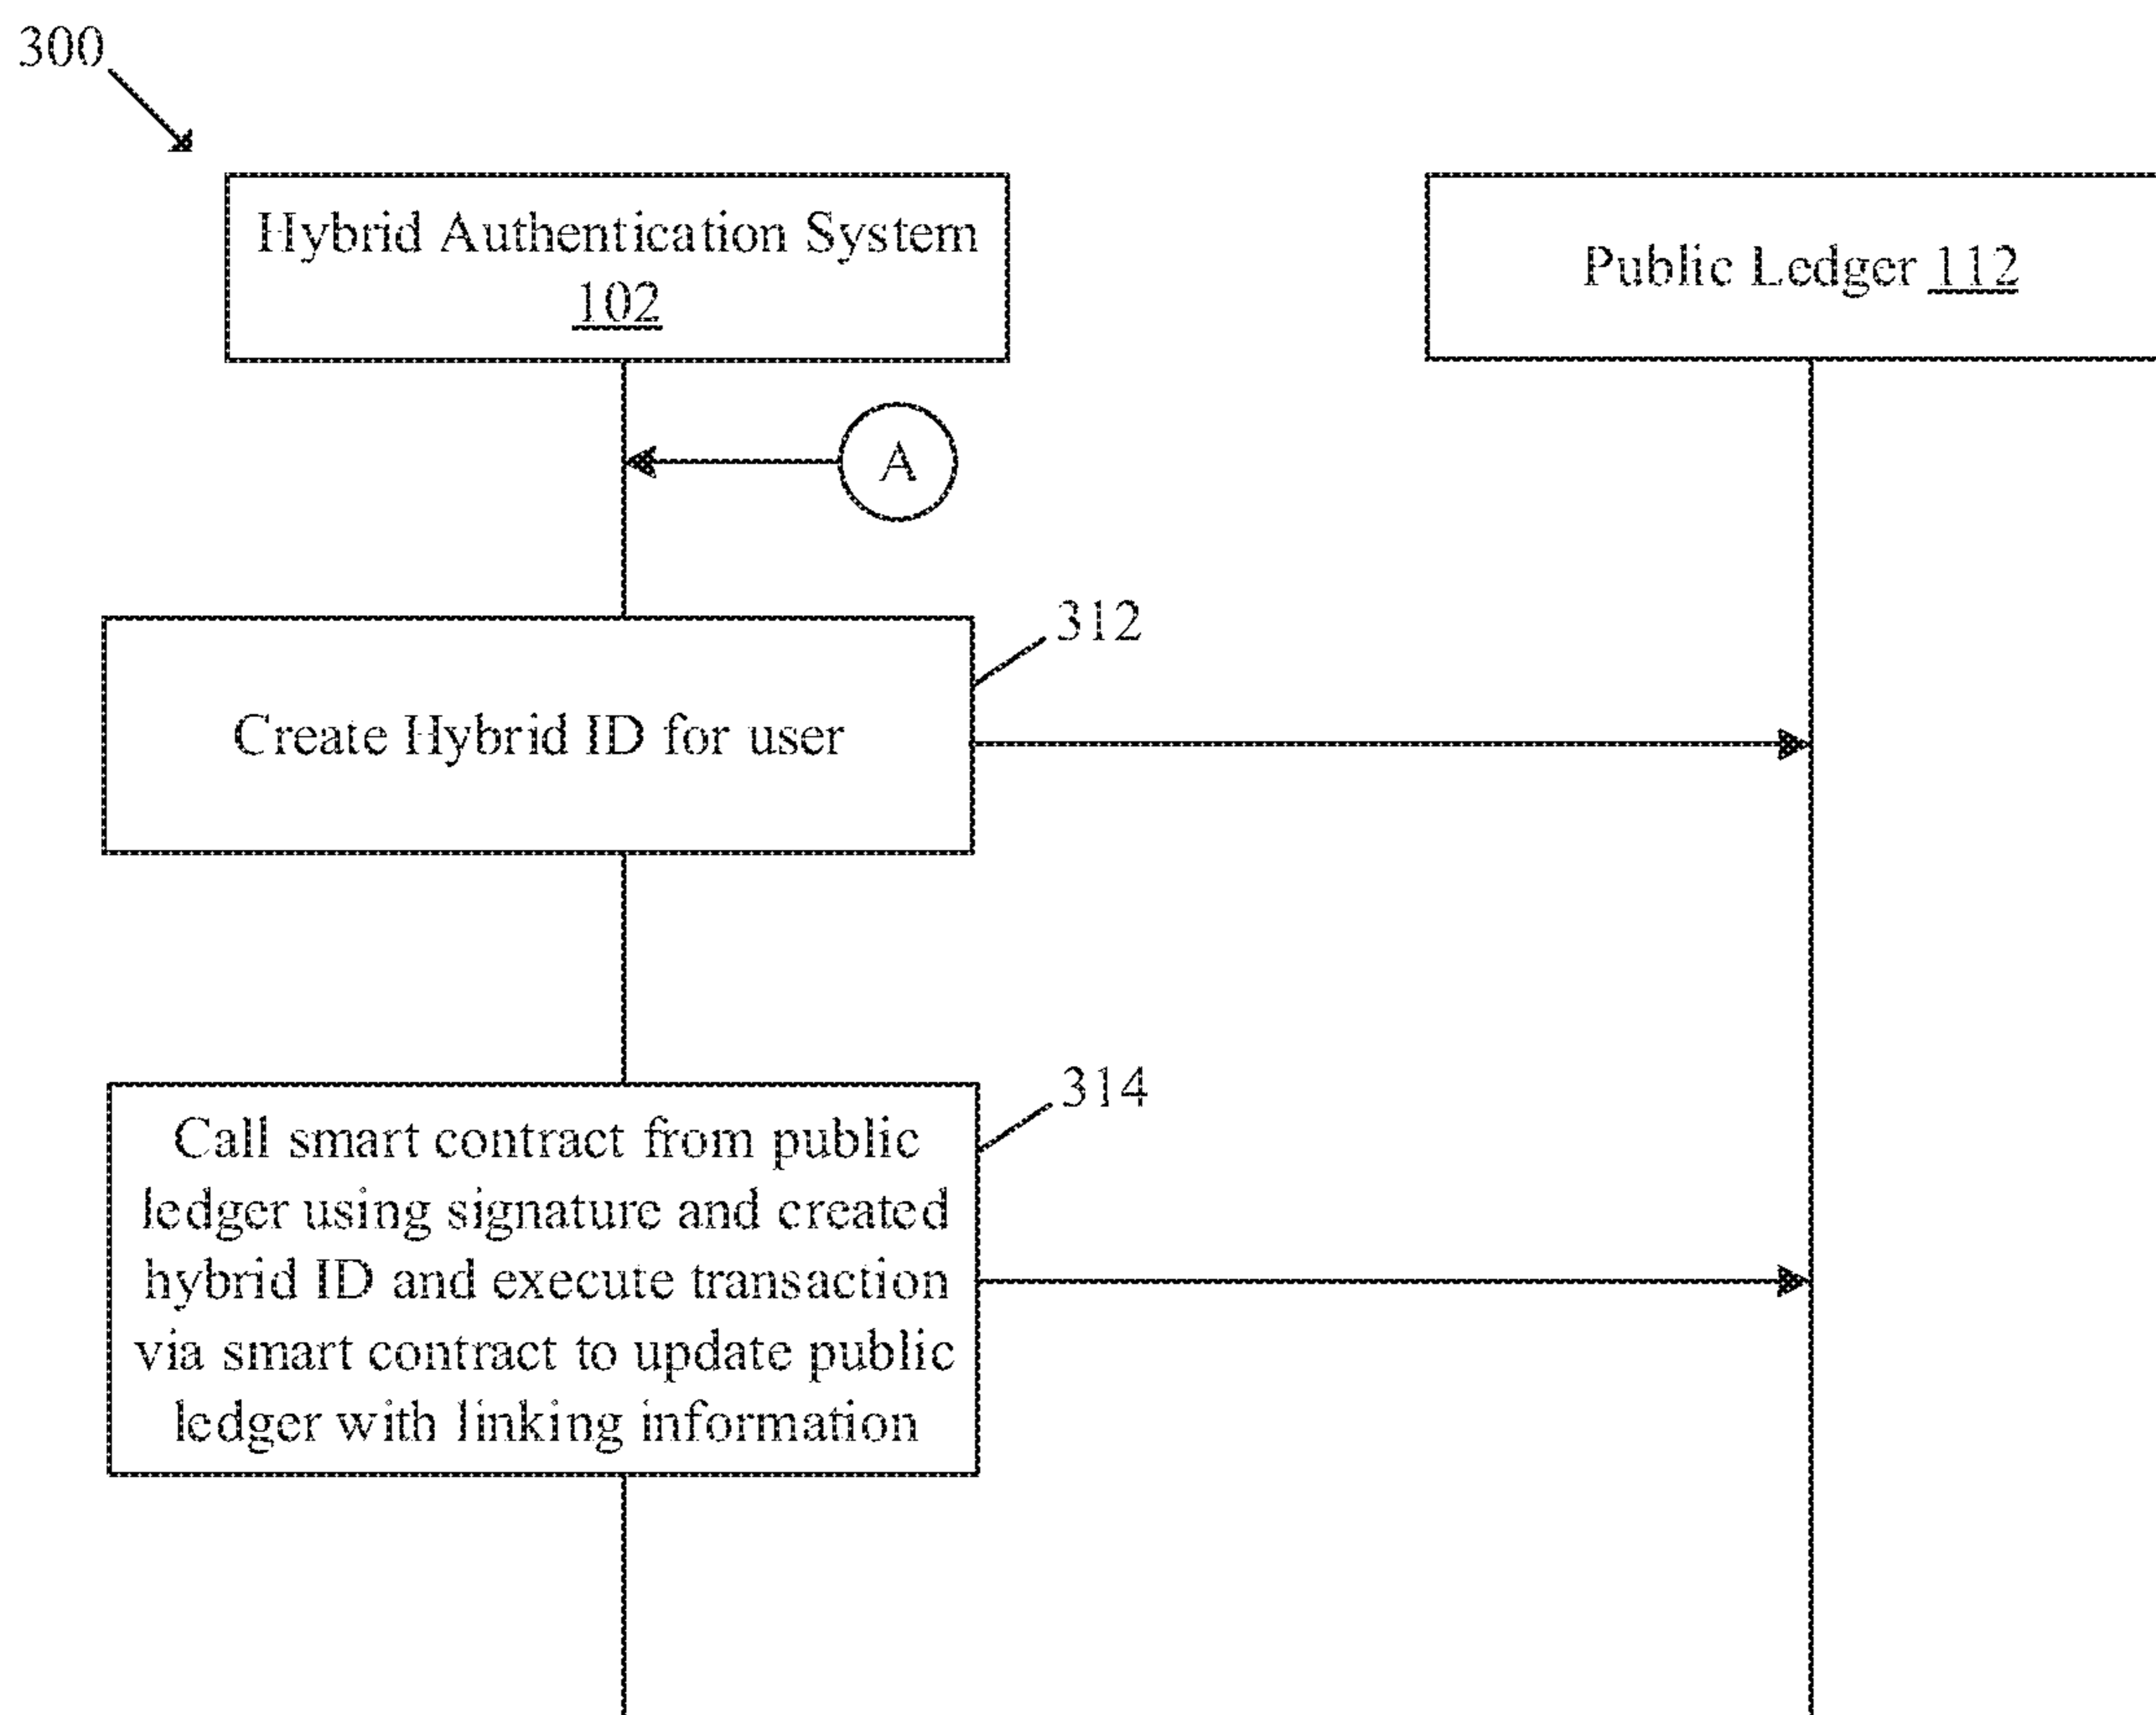 300
Hybrid Authentication System
102
Public Ledger 112
A
312
Create Hybrid ID for user
314
Call smart contract from public
ledger using signature and created
hybrid ID and execute transaction
via smart contract to update public
ledger with linking information